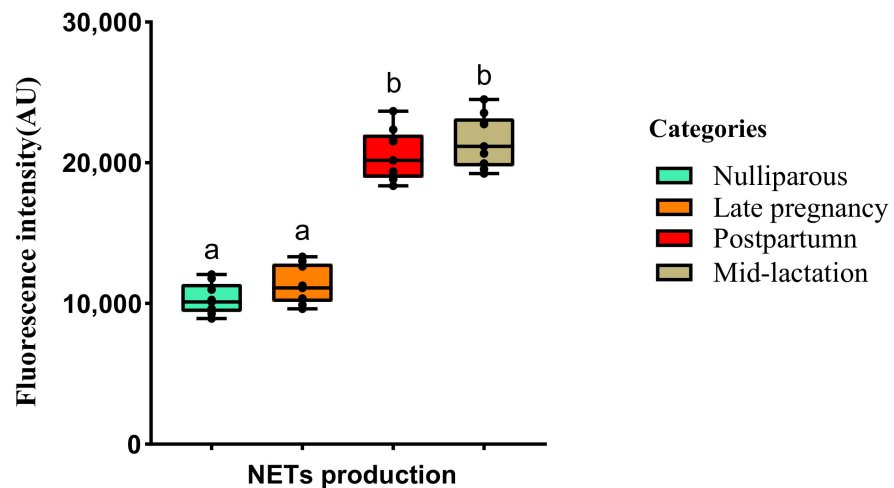 30,000
20,000
10,000
0
Fluorescence intensity(AU)
a
a
b
b
NETs production
Categories
Nulliparous
Late pregnancy
Postpartumn
Mid-lactation